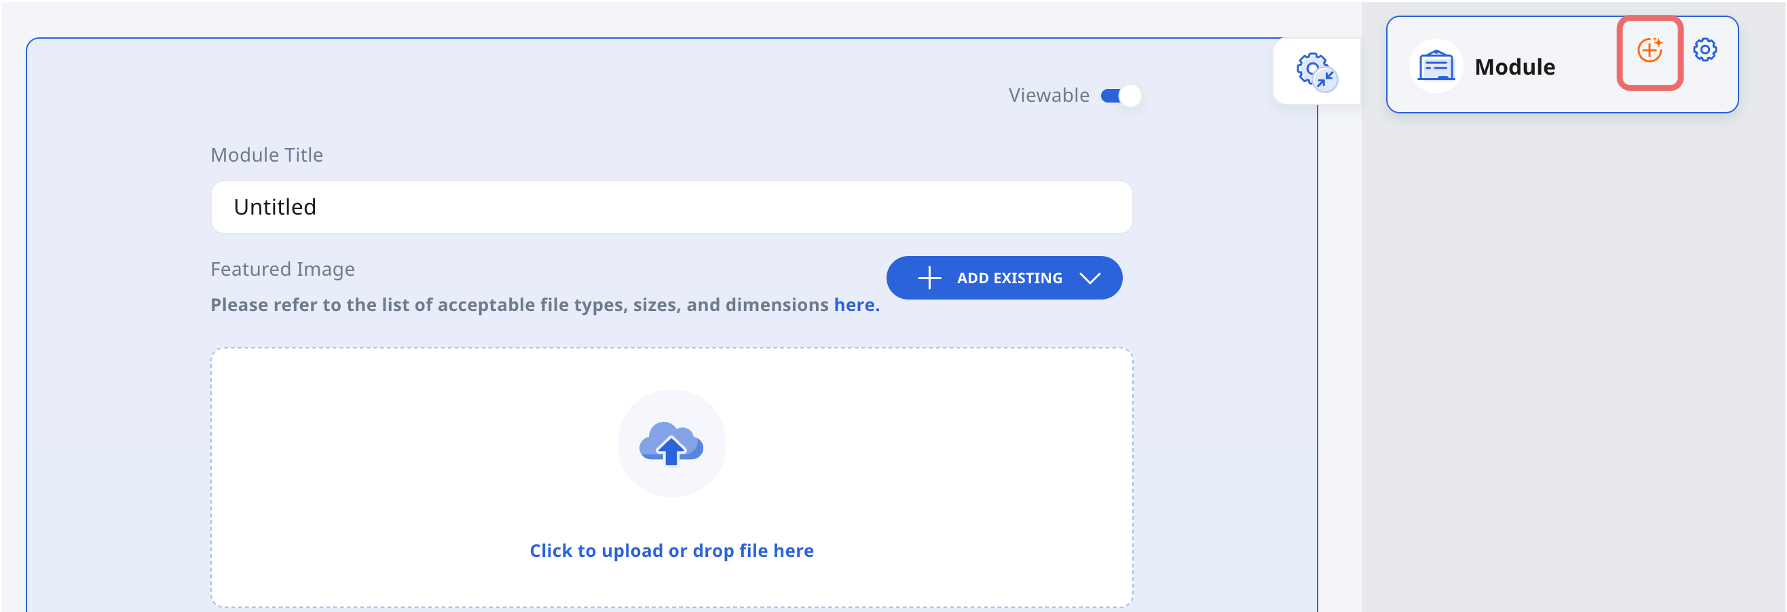 Viewable
Module
Module Title
Untitled
Featured Image
ADD EXISTING
Please refer to the list of acceptable file types, sizes, and dimensions here.
Click to upload or drop file here